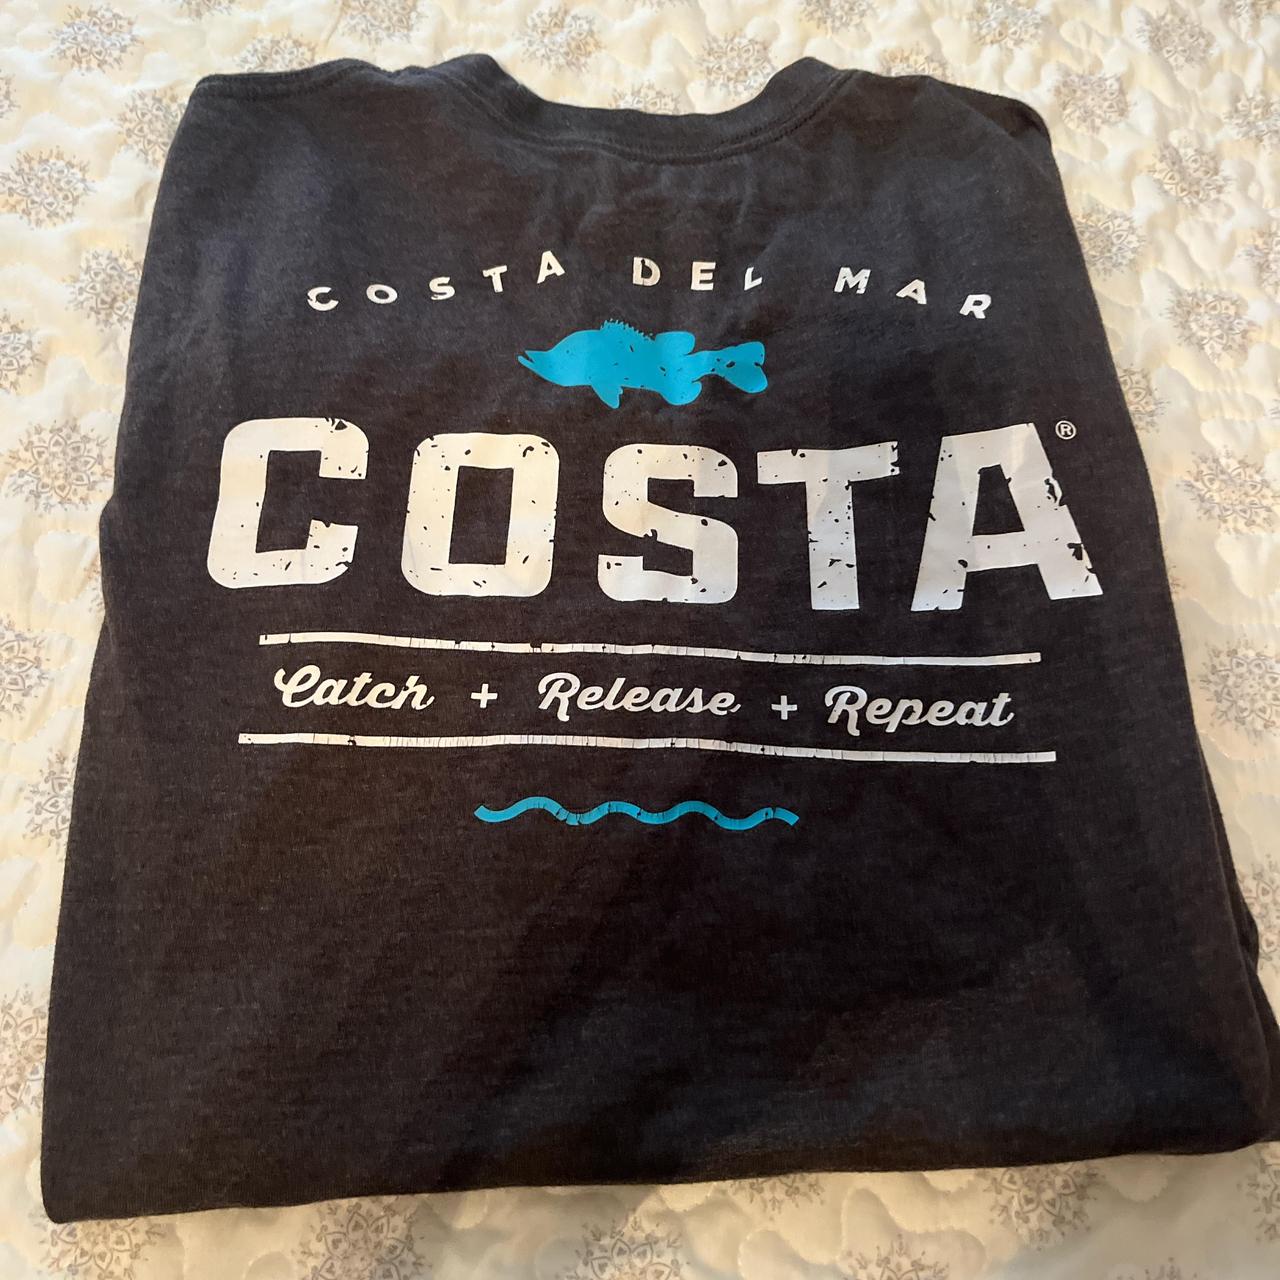 COSTA DEL MAR
COSTA®
Catch + Release + Repeat